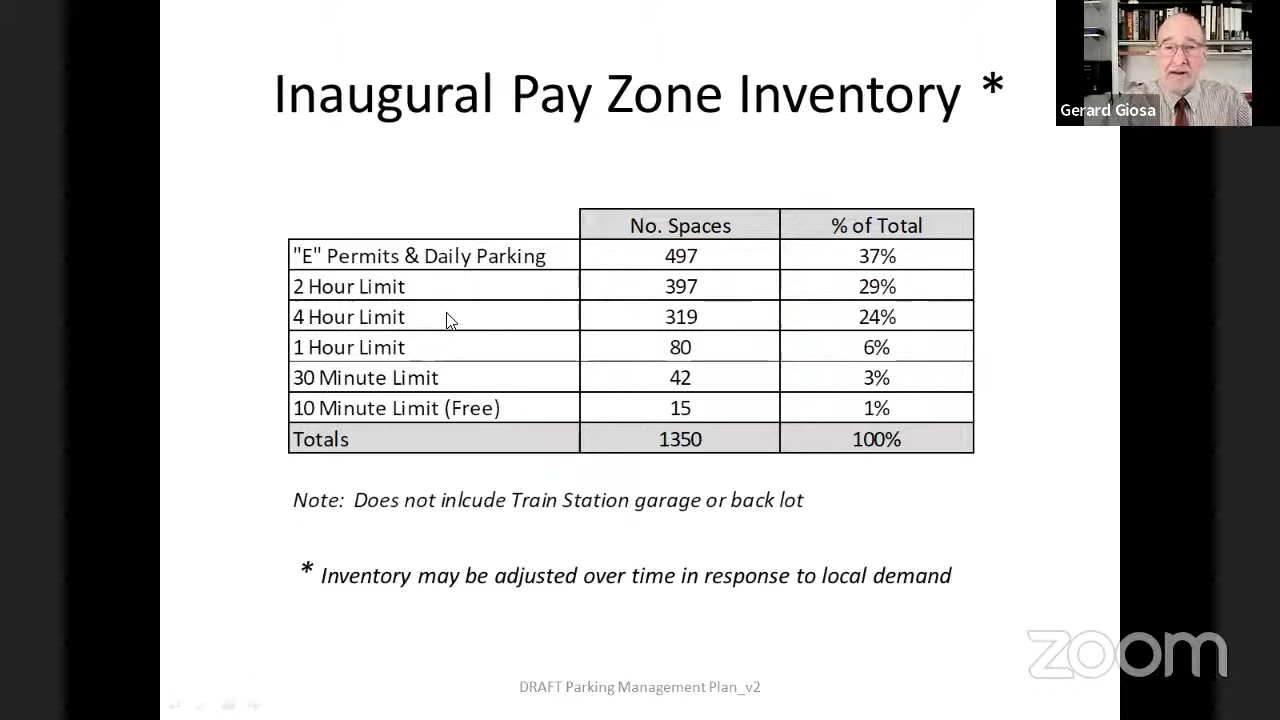 Inaugural Pay Zone Inventory *
Gerard Giosa
No. Spaces % of Total
"E" Permits & Daily Parking 497 37%
2 Hour Limit 397 29%
4 Hour Limit 319 24%
1 Hour Limit 80 6%
30 Minute Limit 42 3%
10 Minute Limit (Free) 15 1%
Totals 1350 100%
Note: Does not inlcude Train Station garage or back lot
* Inventory may be adjusted over time in response to local demand
zoom
DRAFT Parking Management Plan_v2